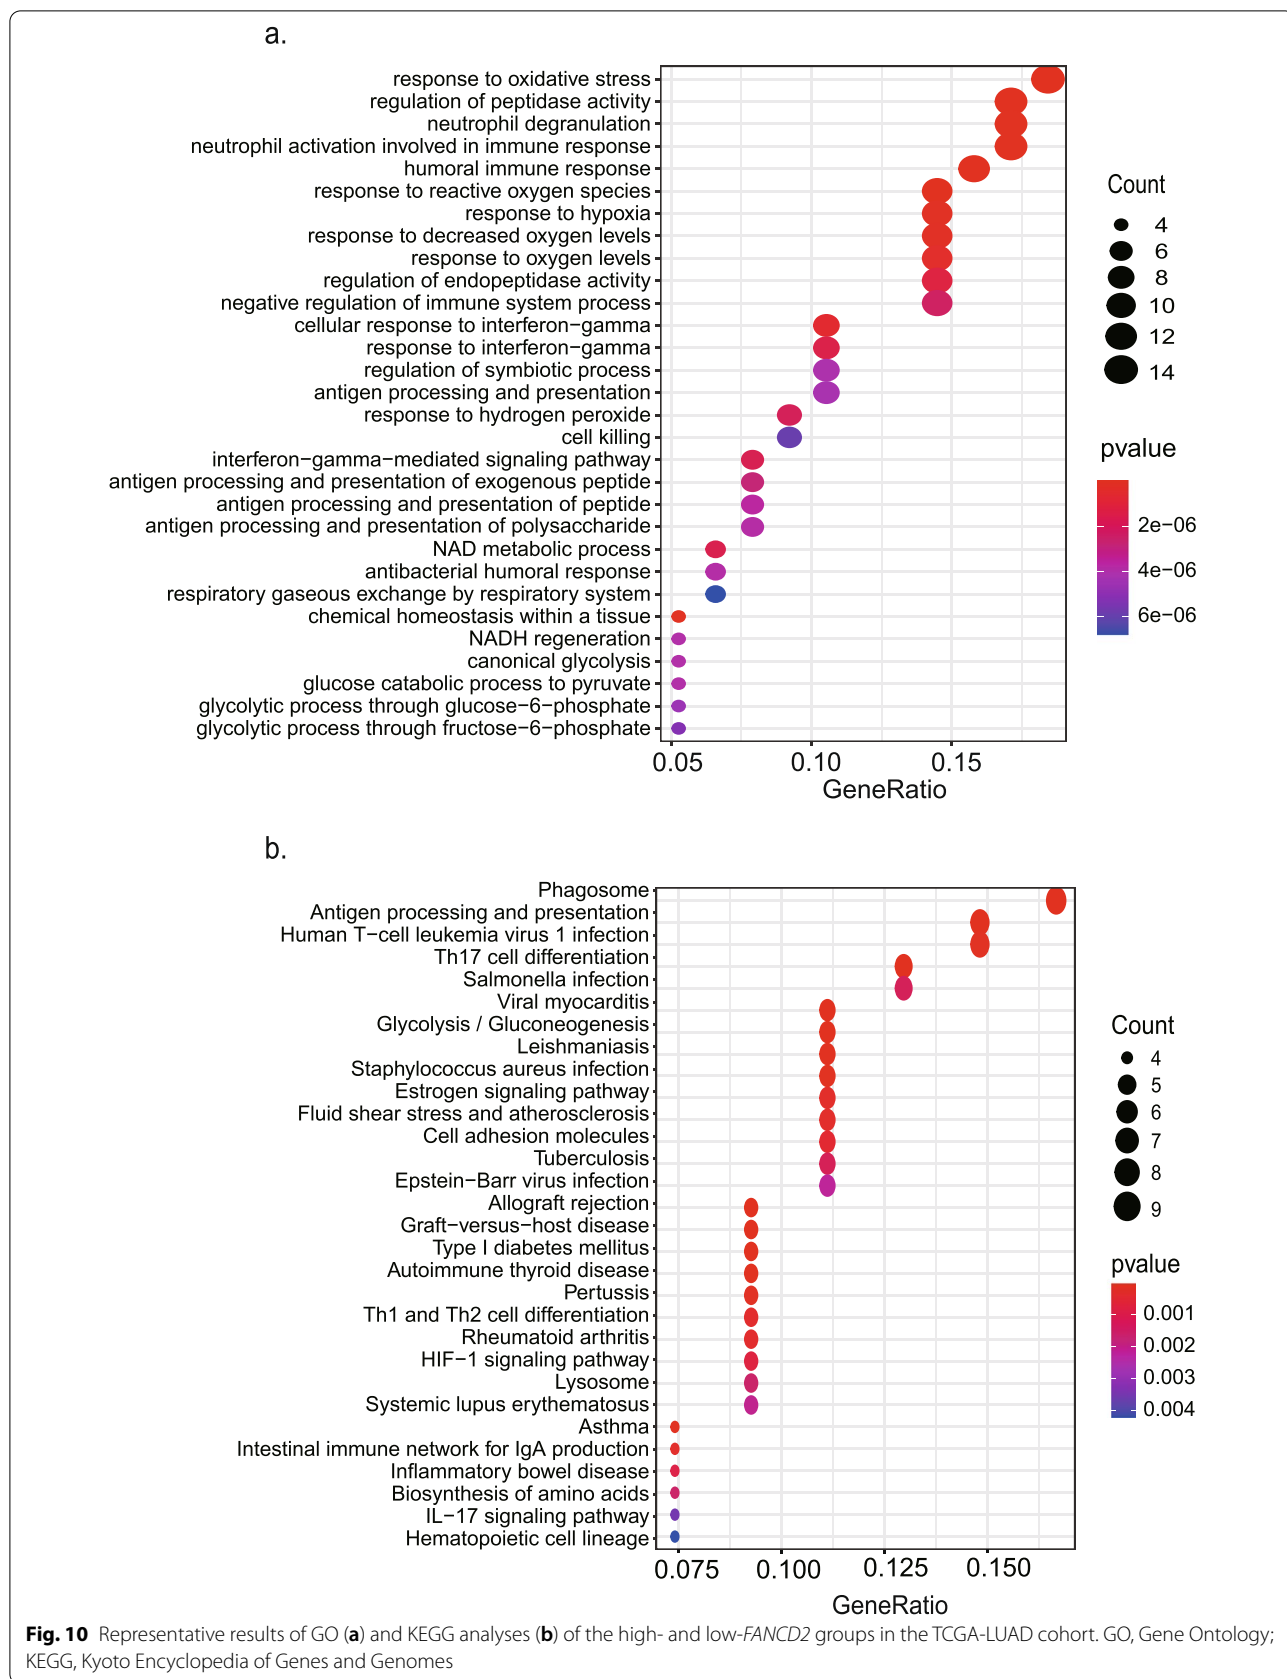 a.
response to oxidative stress
regulation of peptidase activity
neutrophil degranulation
neutrophil activation involved in immune response
humoral immune response
response to reactive oxygen species
response to hypoxia
response to decreased oxygen levels
response to oxygen levels
regulation of endopeptidase activity
negative regulation of immune system process
cellular response to interferon−gamma
response to interferon−gamma
regulation of symbiotic process
antigen processing and presentation
response to hydrogen peroxide
cell killing
interferon−gamma−mediated signaling pathway
antigen processing and presentation of exogenous peptide
antigen processing and presentation of peptide
antigen processing and presentation of polysaccharide
NAD metabolic process
antibacterial humoral response
respiratory gaseous exchange by respiratory system
chemical homeostasis within a tissue
NADH regeneration
canonical glycolysis
glucose catabolic process to pyruvate
glycolytic process through glucose−6−phosphate
glycolytic process through fructose−6−phosphate
0.05 0.10 0.15
GeneRatio
Count
4
6
8
10
12
14
pvalue
2e−06
4e−06
6e−06
b.
Phagosome
Antigen processing and presentation
Human T−cell leukemia virus 1 infection
Th17 cell differentiation
Salmonella infection
Viral myocarditis
Glycolysis / Gluconeogenesis
Leishmaniasis
Staphylococcus aureus infection
Estrogen signaling pathway
Fluid shear stress and atherosclerosis
Cell adhesion molecules
Tuberculosis
Epstein−Barr virus infection
Allograft rejection
Graft−versus−host disease
Type I diabetes mellitus
Autoimmune thyroid disease
Pertussis
Th1 and Th2 cell differentiation
Rheumatoid arthritis
HIF−1 signaling pathway
Lysosome
Systemic lupus erythematosus
Asthma
Intestinal immune network for IgA production
Inflammatory bowel disease
Biosynthesis of amino acids
IL−17 signaling pathway
Hematopoietic cell lineage
0.075 0.100 0.125 0.150
GeneRatio
Count
4
5
6
7
8
9
pvalue
0.001
0.002
0.003
0.004
Fig. 10 Representative results of GO (a) and KEGG analyses (b) of the high- and low-FANCD2 groups in the TCGA-LUAD cohort. GO, Gene Ontology;
KEGG, Kyoto Encyclopedia of Genes and Genomes